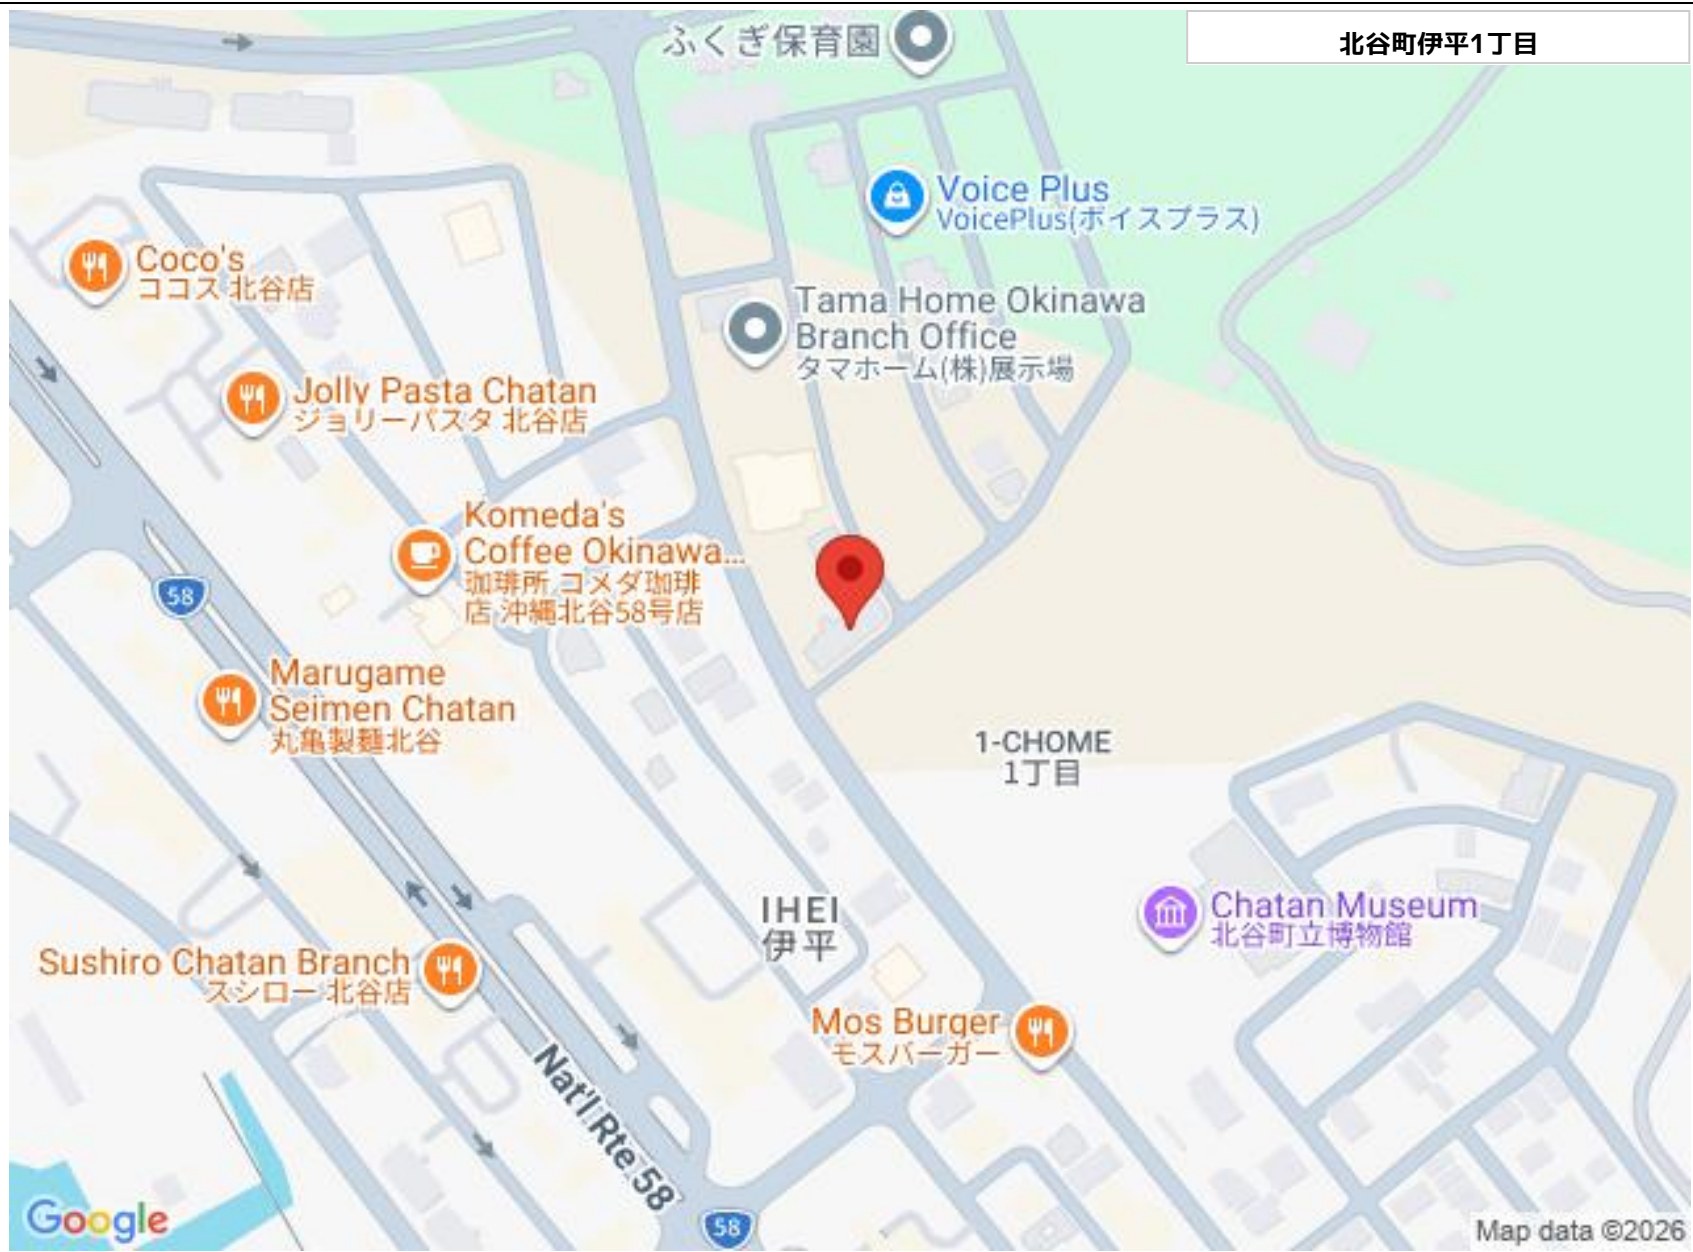 ふくぎ保育園
北谷町伊平1丁目
Voice Plus
VoicePlus(ボイスプラス)
Coco's
ココス 北谷店
Tama Home Okinawa
Branch Office
タマホーム(株)展示場
Jolly Pasta Chatan
ジョリーパスタ 北谷店
Komeda's
Coffee Okinawa...
珈琲所 コメダ珈琲
店 沖縄北谷58号店
58
Marugame
Seimen Chatan
丸亀製麺北谷
1-CHOME
1丁目
IHEI
伊平
Chatan Museum
北谷町立博物館
Sushiro Chatan Branch
スシロー 北谷店
Mos Burger
モスバーガー
Nat'l Rte 58
58
Google
Map data ©2026